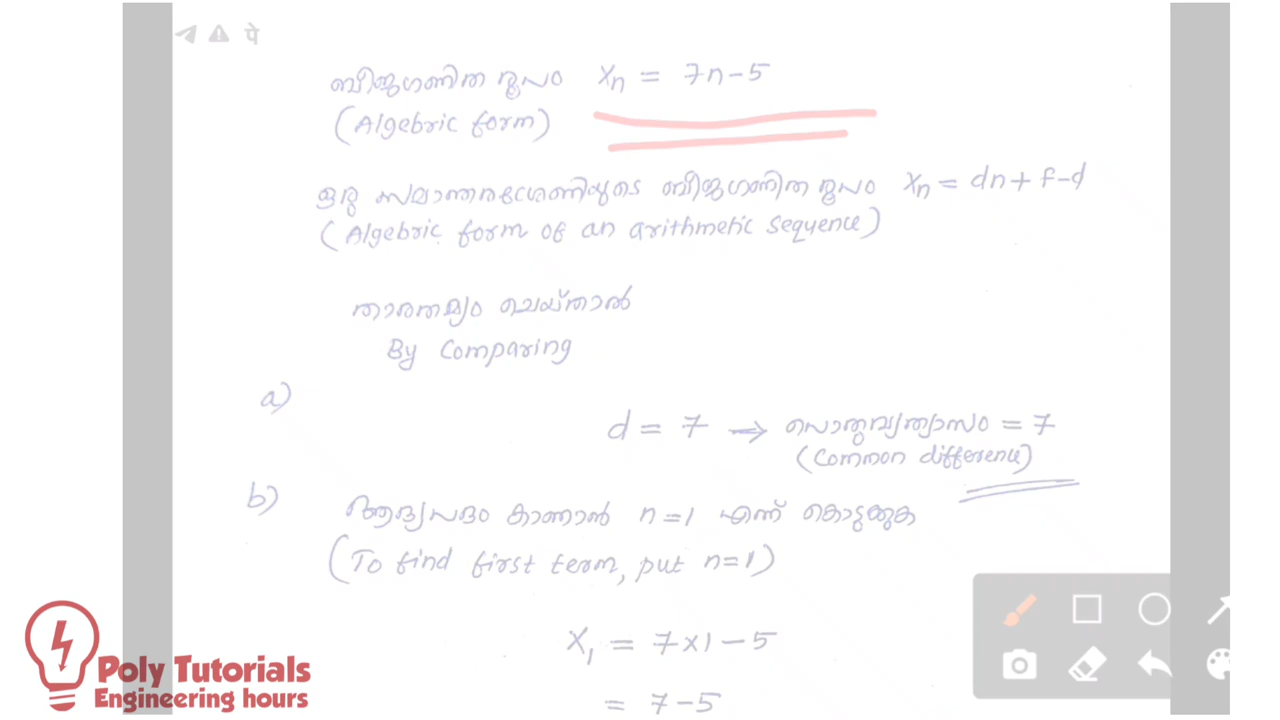 पे
ബീജഗണിത രൂപം xn = 7n-5
(Algebric form)
ഒരു സമാന്തരശ്രേണിയുടെ ബീജഗണിത രൂപം xn = dn + f-d
(Algebric form of an arithmetic sequence)
താരതമ്യം ചെയ്താൽ
By Comparing
a)
d = 7 → പൊതുവ്യത്യാസം = 7
(Common difference)
b) ആദ്യപദം കാണാൻ n=1 എന്ന് കൊടുക്കുക
(To find first term, put n=1)
x1 = 7×1-5
= 7-5
Poly Tutorials
Engineering hours